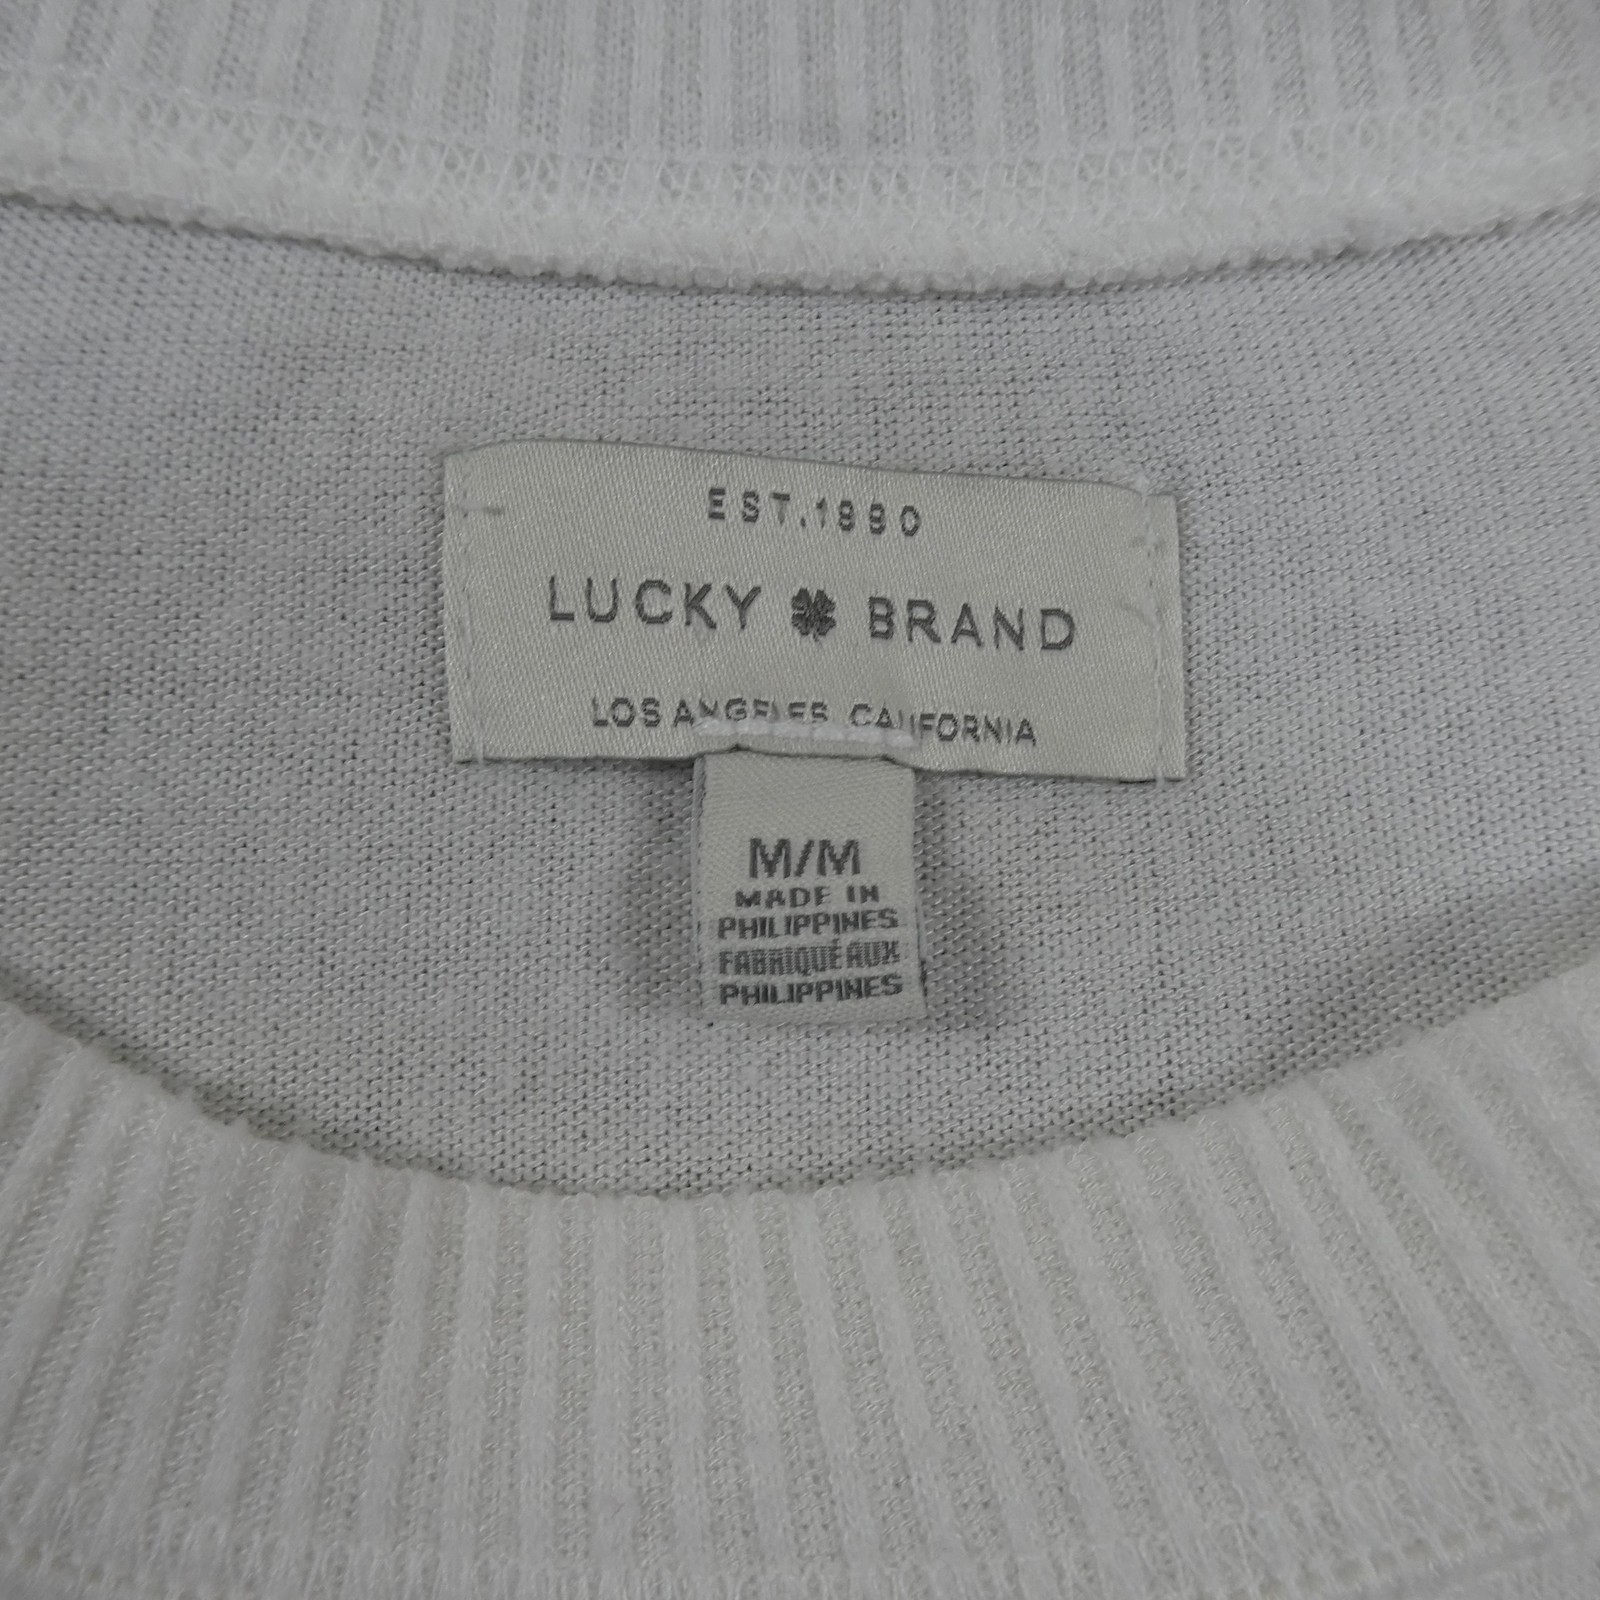 EST.1990
LUCKY BRAND
LOS ANGELES, CALIFORNIA
M/M
MADE IN
PHILIPPINES
FABRIQUÉ AUX
PHILIPPINES